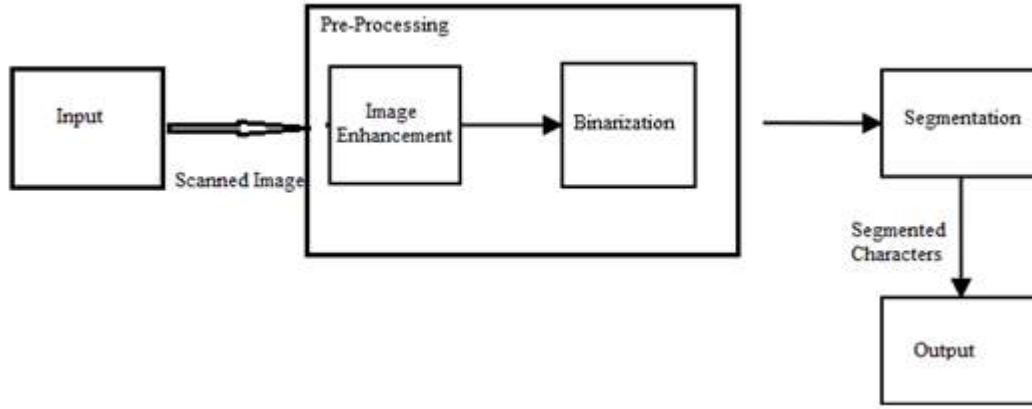 Pre-Processing
Input
Scanned Image
Image
Enhancement
Binarization
Segmentation
Segmented
Characters
Output